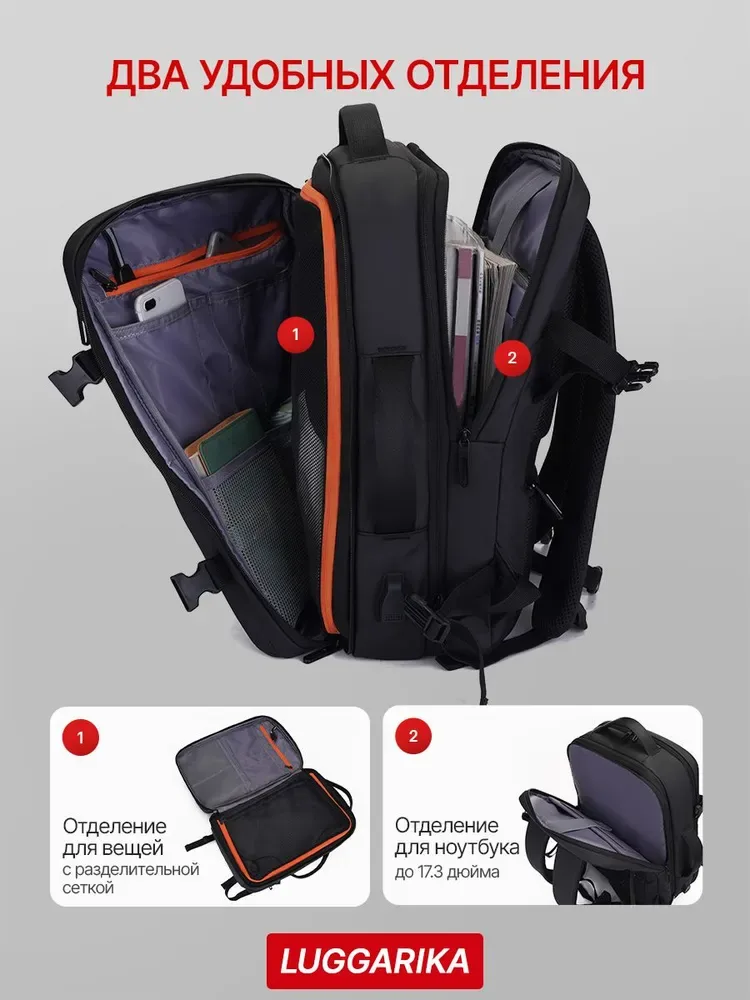 ДВА УДОБНЫХ ОТДЕЛЕНИЯ
1
2
1
Отделение
для вещей
с разделительной
сеткой
2
Отделение
для ноутбука
до 17.3 дюйма
LUGGARIKA